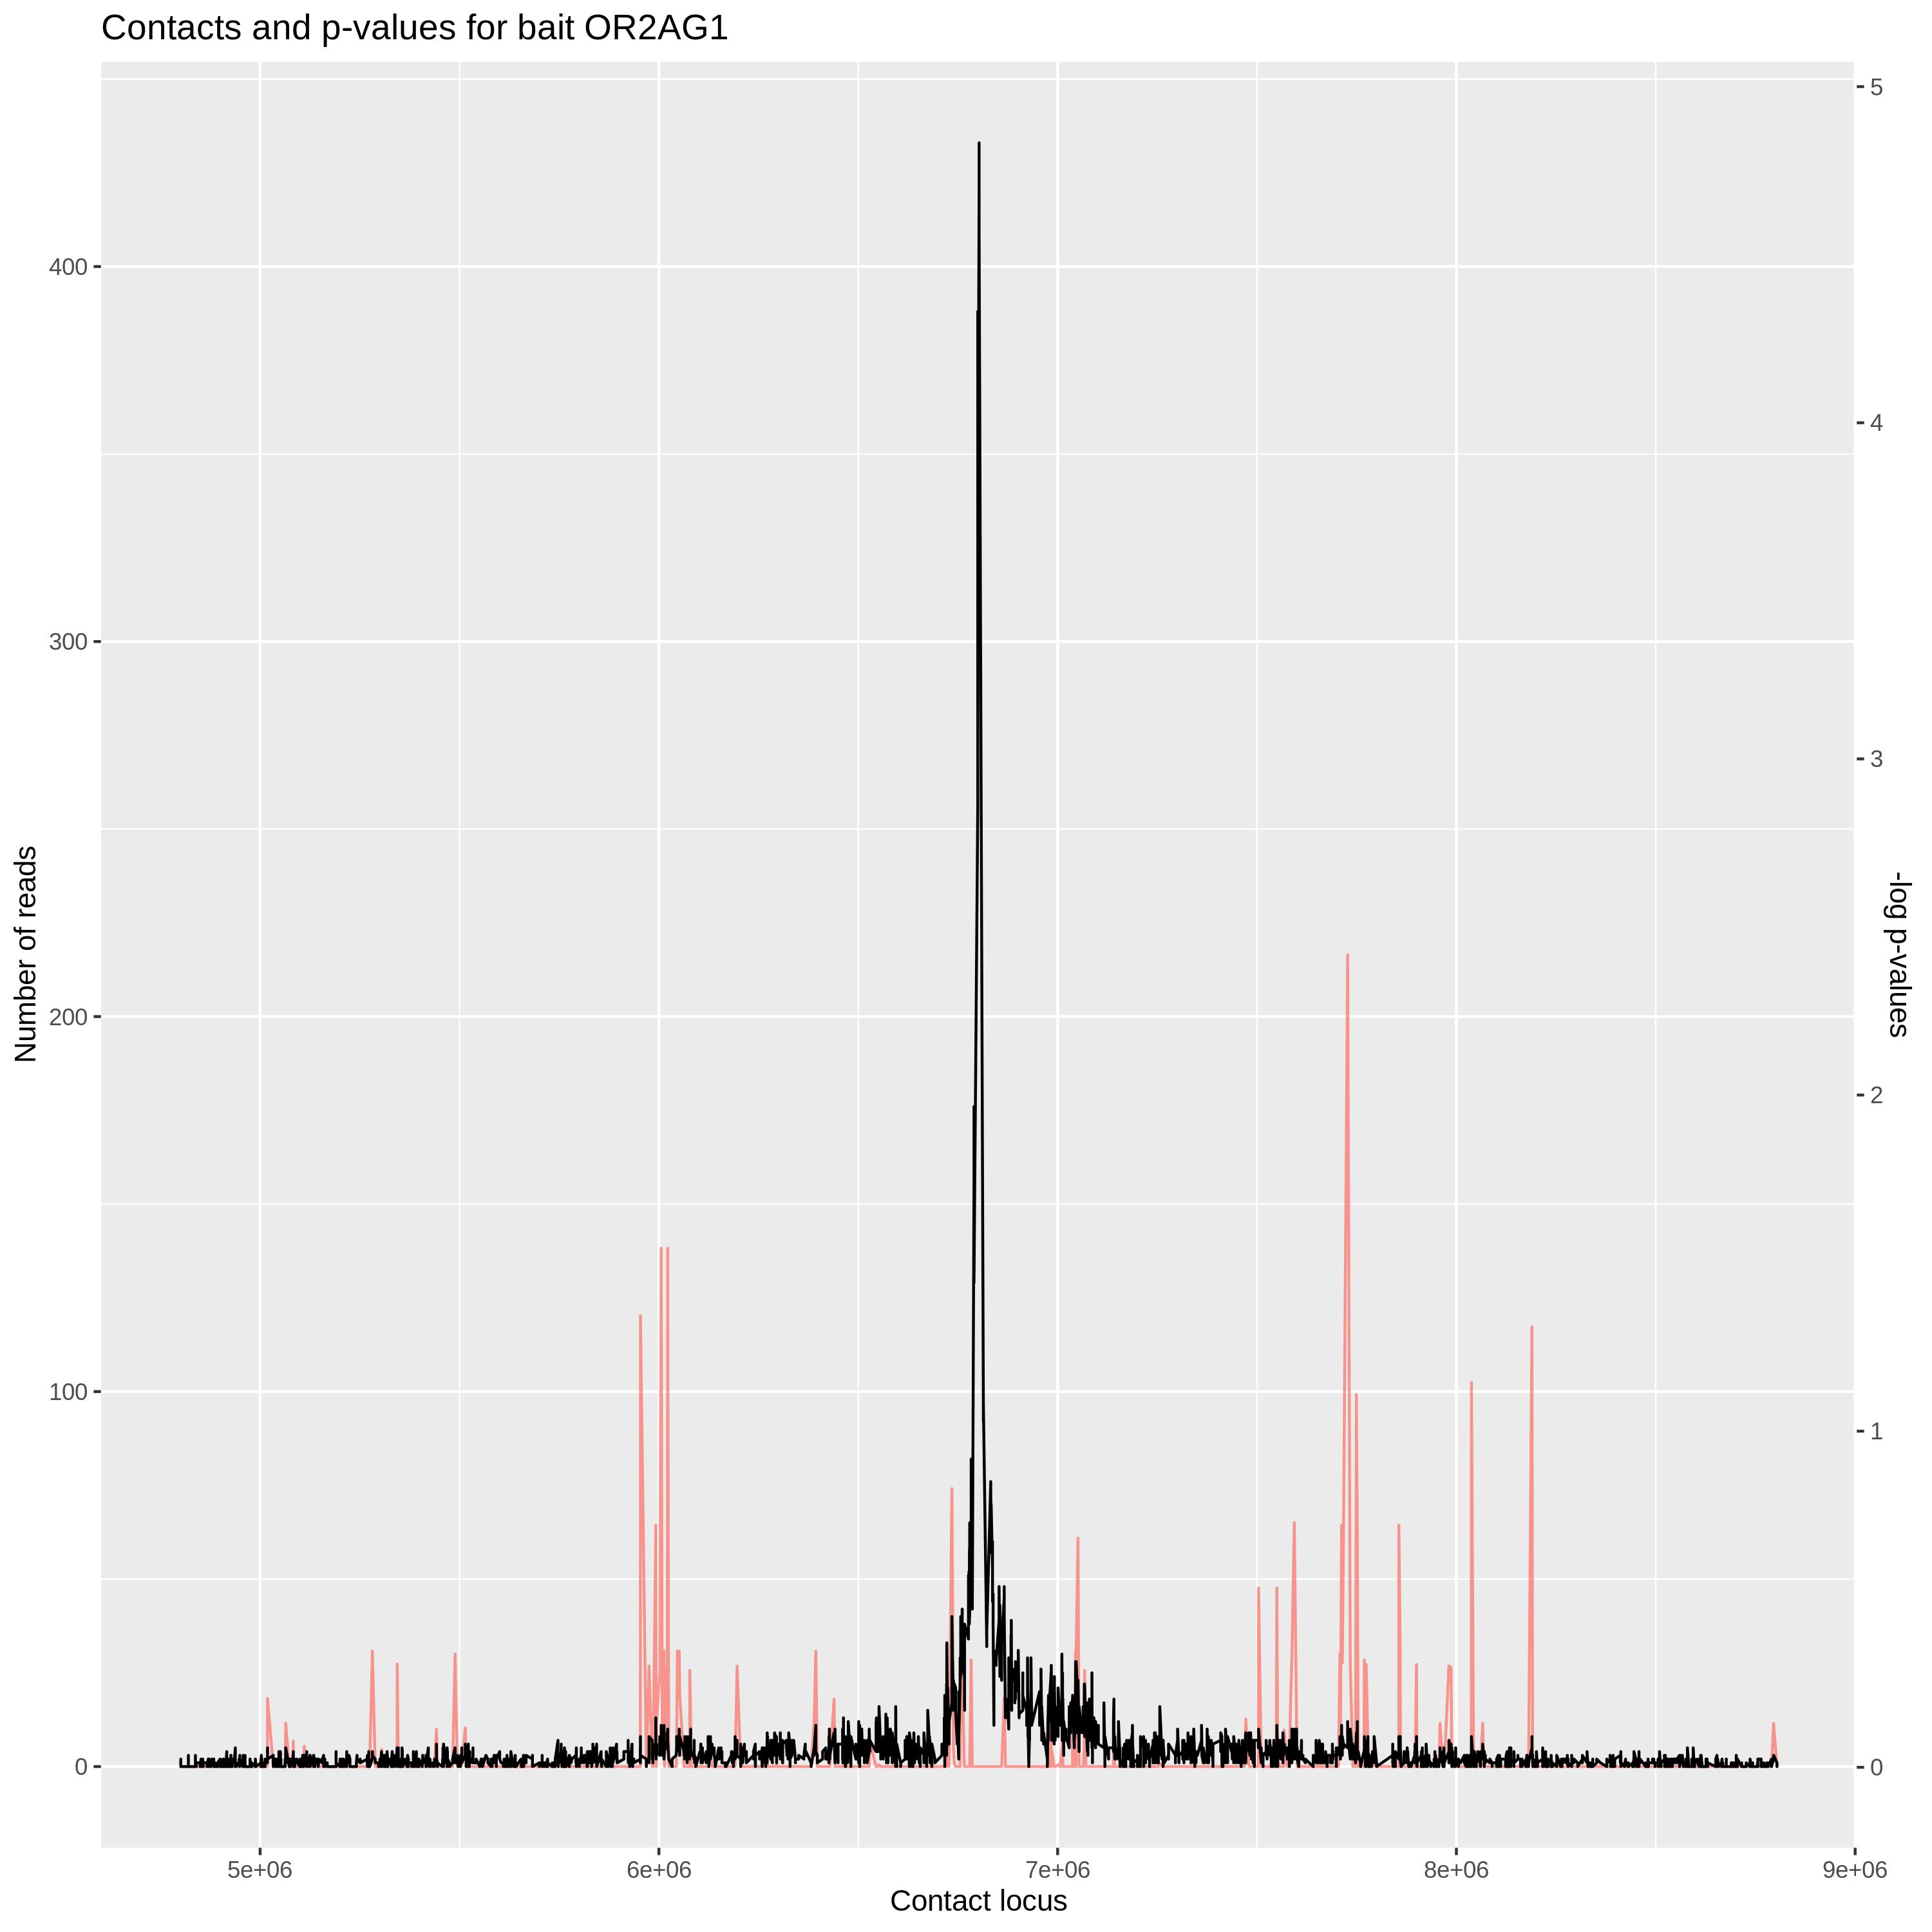 Contacts and p-values for bait OR2AG1
Number of reads
400
300
200
100
0
5
4
3
2
1
0
-log p-values
5e+06 6e+06 7e+06 8e+06 9e+06
Contact locus